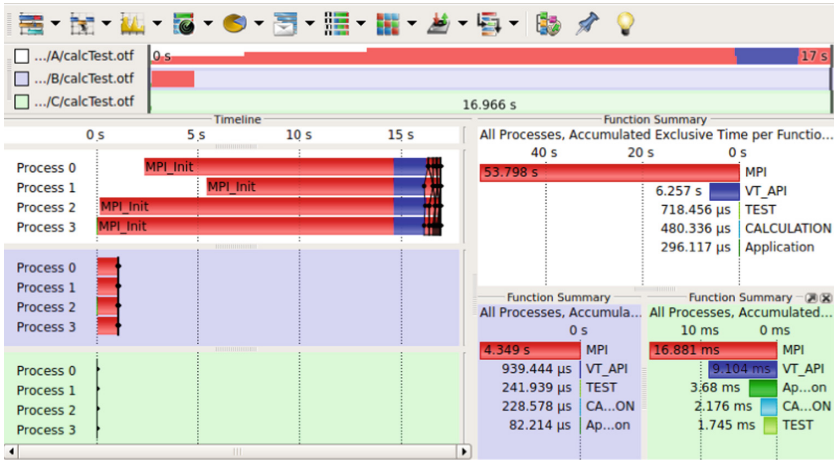 .../A/calcTest.otf 0 s 17 s
.../B/calcTest.otf
.../C/calcTest.otf 16.966 s
Timeline
0 s 5 s 10 s 15 s
Process 0 MPI_Init
Process 1 MPI_Init
Process 2 MPI_Init
Process 3 MPI_Init
Process 0
Process 1
Process 2
Process 3
Process 0
Process 1
Process 2
Process 3
Function Summary
All Processes, Accumulated Exclusive Time per Functio...
40 s 20 s 0 s
53.798 s MPI
6.257 s VT_API
718.456 µs TEST
480.336 µs CALCULATION
296.117 µs Application
Function Summary
All Processes, Accumula...
0 s
4.349 s MPI
939.444 µs VT_API
241.939 µs TEST
228.578 µs CA...ON
82.214 µs Ap...on
Function Summary
All Processes, Accumulated...
10 ms 0 ms
16.881 ms MPI
9.104 ms VT_API
3.68 ms Ap...on
2.176 ms CA...ON
1.745 ms TEST